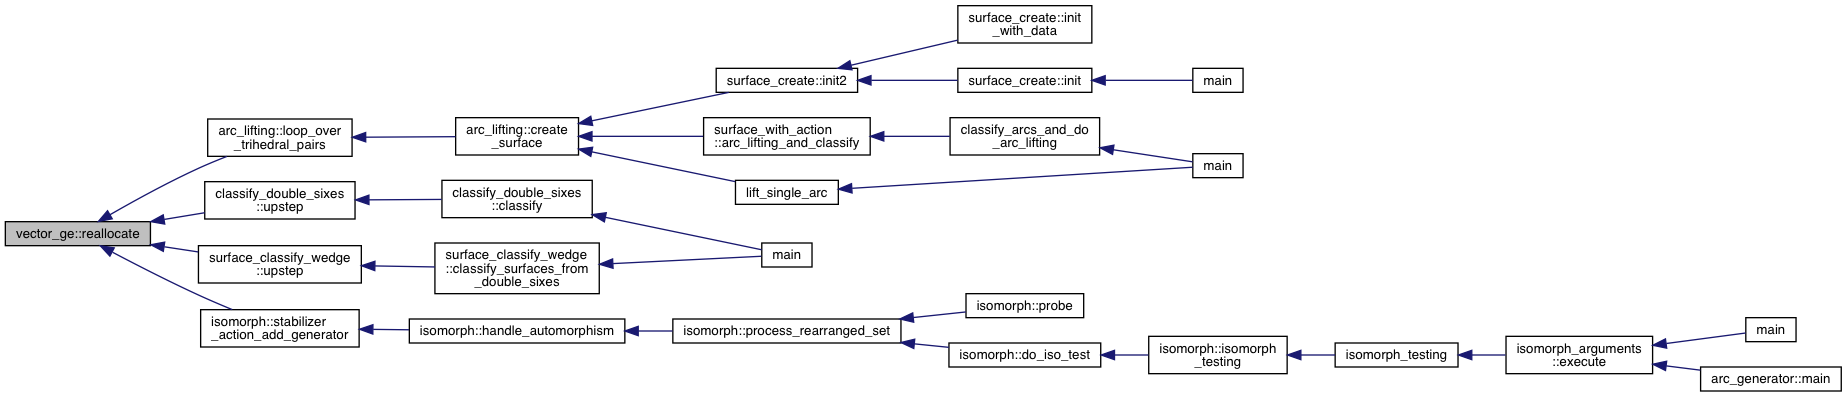 surface_create::init
_with_data
surface_create::init2
surface_create::init
main
arc_lifting::loop_over
_trihedral_pairs
arc_lifting::create
_surface
surface_with_action
::arc_lifting_and_classify
classify_arcs_and_do
_arc_lifting
main
lift_single_arc
classify_double_sixes
::upstep
classify_double_sixes
::classify
vector_ge::reallocate
surface_classify_wedge
::upstep
surface_classify_wedge
::classify_surfaces_from
_double_sixes
main
isomorph::stabilizer
_action_add_generator
isomorph::handle_automorphism
isomorph::process_rearranged_set
isomorph::probe
isomorph::do_iso_test
isomorph::isomorph
_testing
isomorph_testing
isomorph_arguments
::execute
main
arc_generator::main